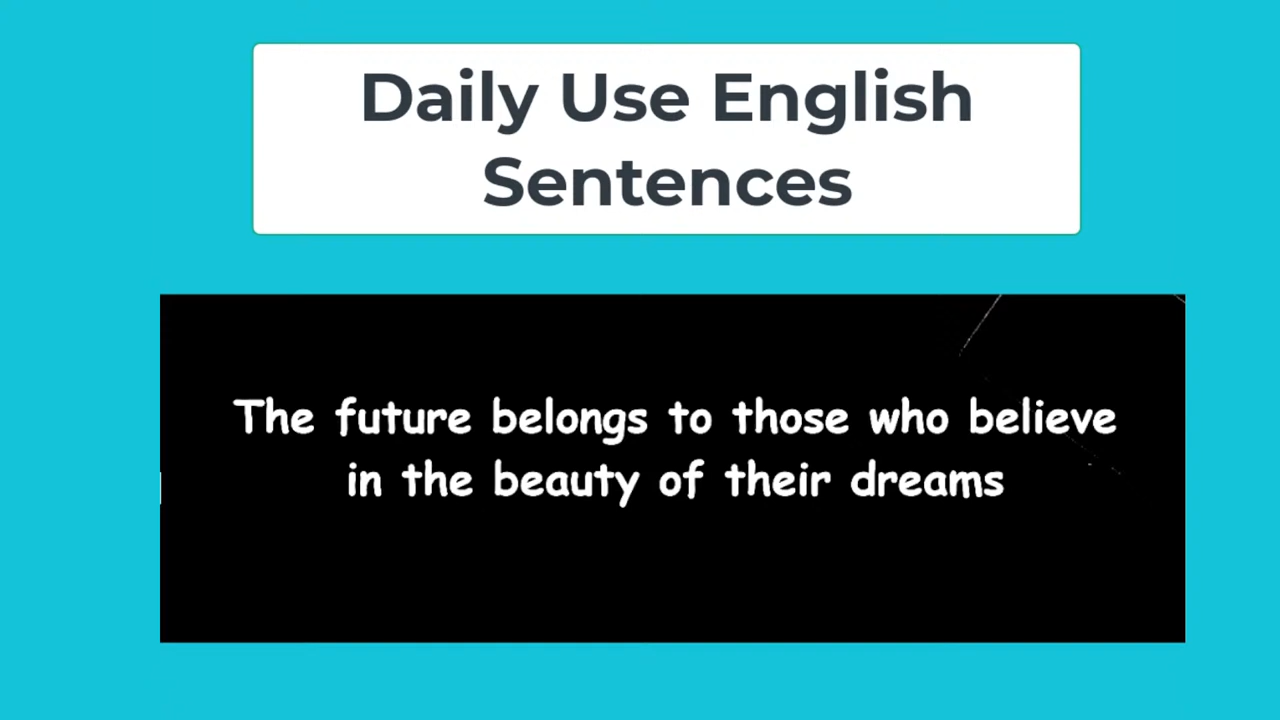 Daily Use English
Sentences
The future belongs to those who believe
in the beauty of their dreams